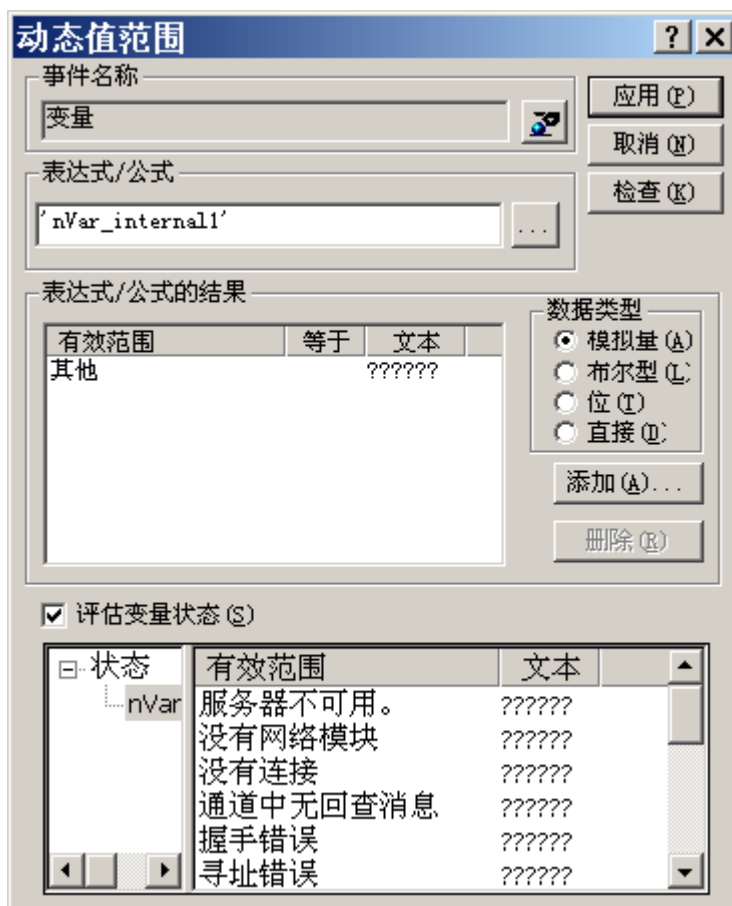 动态值范围
事件名称
变量
应用(P)
取消(N)
表达式/公式
检查(K)
'nVar_internal1'
...
表达式/公式的结果
数据类型
有效范围 等于 文本
模拟量(A)
其他 ??????
布尔型(L)
位(T)
直接(D)
添加(A)...
删除(R)
评估变量状态(S)
状态 有效范围 文本
nVar 服务器不可用。 ??????
没有网络模块 ??????
没有连接 ??????
通道中无回查消息 ??????
握手错误 ??????
寻址错误 ??????